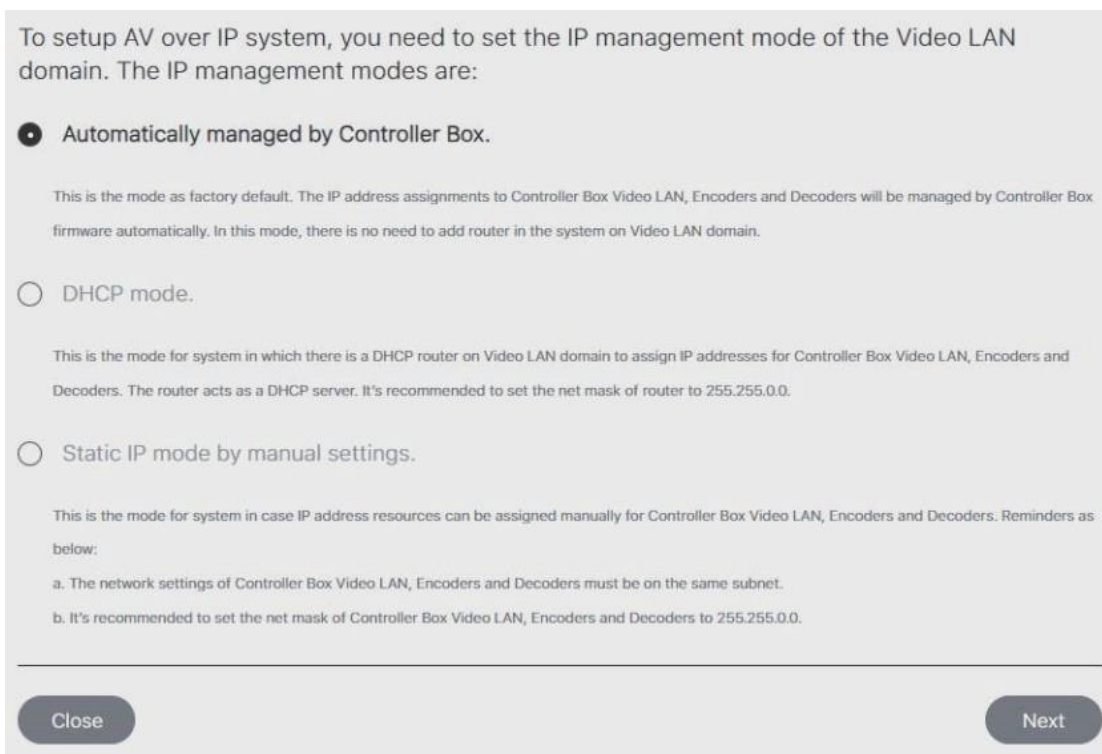 To setup AV over IP system, you need to set the IP management mode of the Video LAN
domain. The IP management modes are:
Automatically managed by Controller Box.
This is the mode as factory default. The IP address assignments to Controller Box Video LAN, Encoders and Decoders will be managed by Controller Box
firmware automatically. In this mode, there is no need to add router in the system on Video LAN domain.
DHCP mode.
This is the mode for system in which there is a DHCP router on Video LAN domain to assign IP addresses for Controller Box Video LAN, Encoders and
Decoders. The router acts as a DHCP server. It's recommended to set the net mask of router to 255.255.0.0.
Static IP mode by manual settings.
This is the mode for system in case IP address resources can be assigned manually for Controller Box Video LAN, Encoders and Decoders. Reminders as
below:
a. The network settings of Controller Box Video LAN, Encoders and Decoders must be on the same subnet.
b. It's recommended to set the net mask of Controller Box Video LAN, Encoders and Decoders to 255.255.0.0.
Close
Next